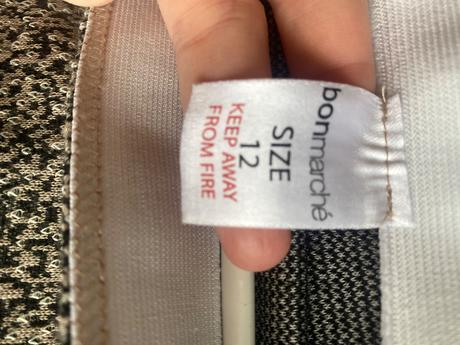 bonmarché
SIZE
12
KEEP AWAY
FROM FIRE